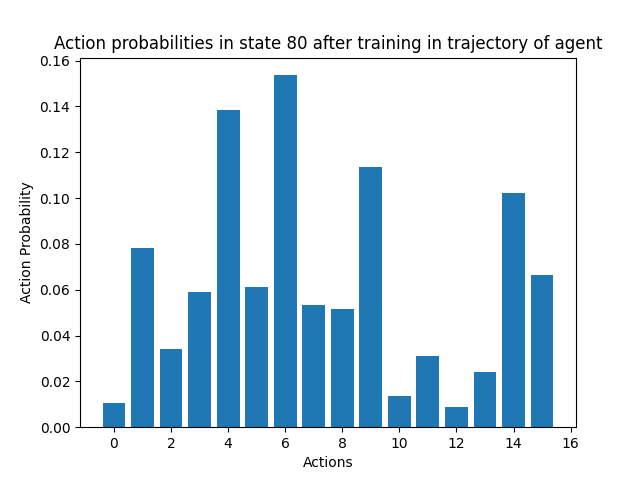 Action probabilities in state 80 after training in trajectory of agent
0.16
0.14
0.12
0.10
0.08
0.06
0.04
0.02
0.00
Action Probability
0 2 4 6 8 10 12 14 16
Actions